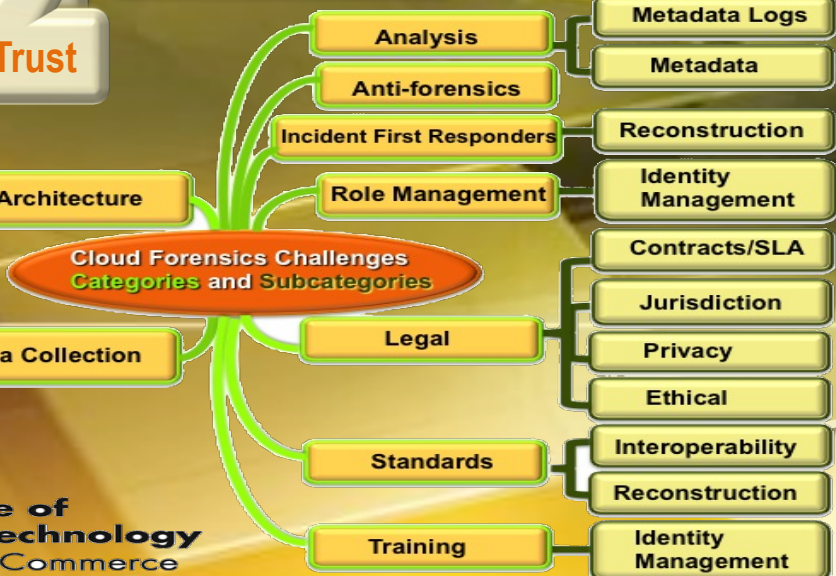 Trust
Architecture
a Collection
Cloud Forensics Challenges
Categories and Subcategories
Analysis
Metadata Logs
Metadata
Anti-forensics
Incident First Responders
Reconstruction
Role Management
Identity
Management
Legal
Contracts/SLA
Jurisdiction
Privacy
Ethical
Standards
Interoperability
Reconstruction
Training
Identity
Management
e of
echnology
Commerce